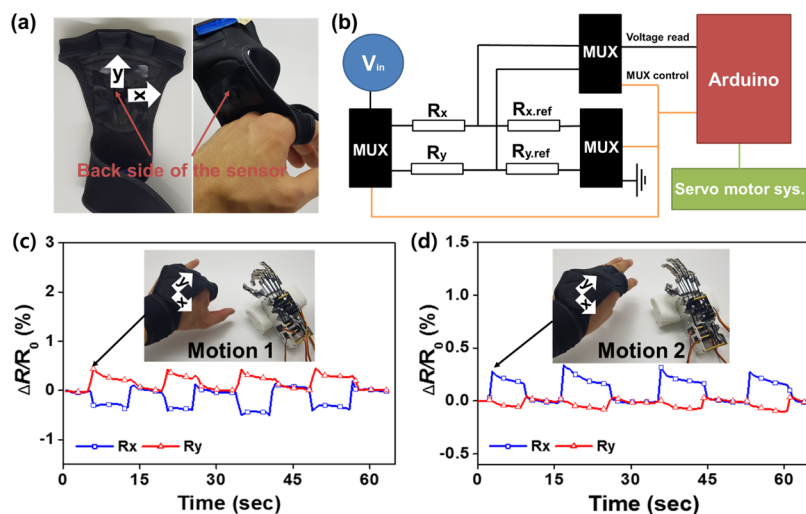 (a)
y
x
Back side of the sensor
(b)
Vin
MUX
Rx
Ry
Rx.ref
Ry.ref
MUX
MUX
Voltage read
MUX control
Arduino
Servo motor sys.
(c)
3
2
1
0
-1
ΔR/R0 (%)
y
x
Motion 1
Rx
Ry
0
15
30
45
60
Time (sec)
(d)
1.5
1.0
0.5
0.0
-0.5
ΔR/R0 (%)
y
x
Motion 2
Rx
Ry
0
15
30
45
60
Time (sec)